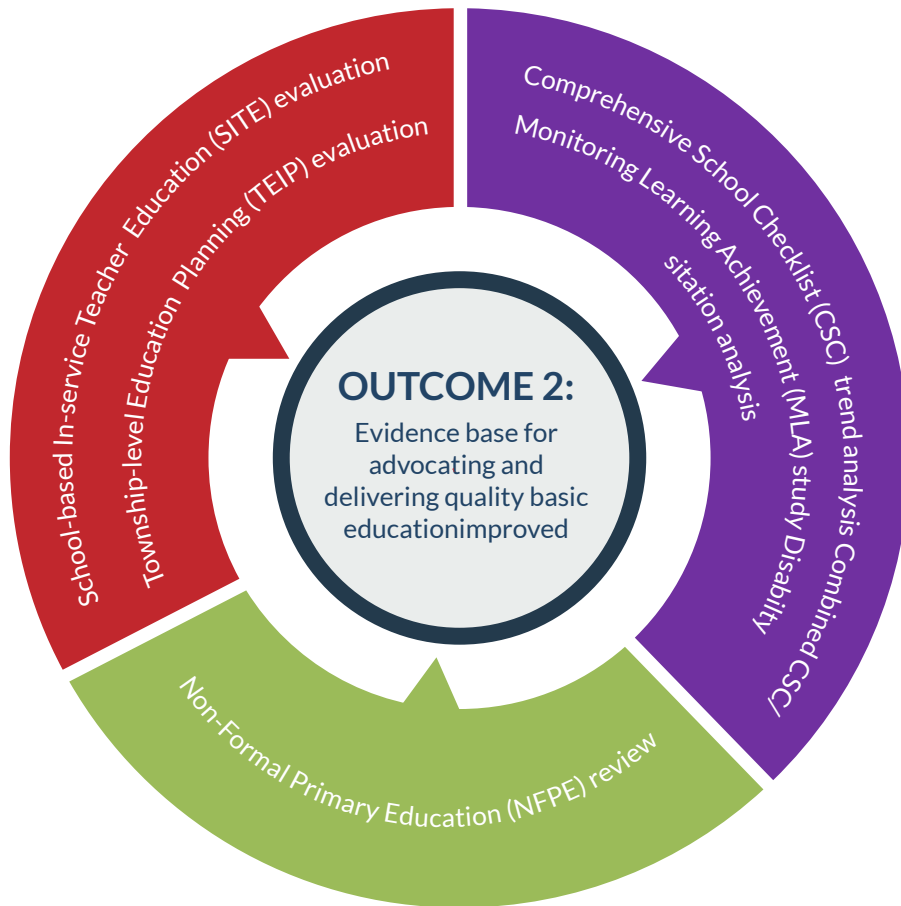 School-based In-service Teacher Education (SITE) evaluation
Township-level Education Planning (TEIP) evaluation
Comprehensive School Checklist (CSC) trend analysis Combined CSC/
Monitoring Learning Achievement (MLA) study Disabilty
sitation analysis
OUTCOME 2:
Evidence base for
advocating and
delivering quality basic
educationimproved
Non-Formal Primary Education (NFPE) review